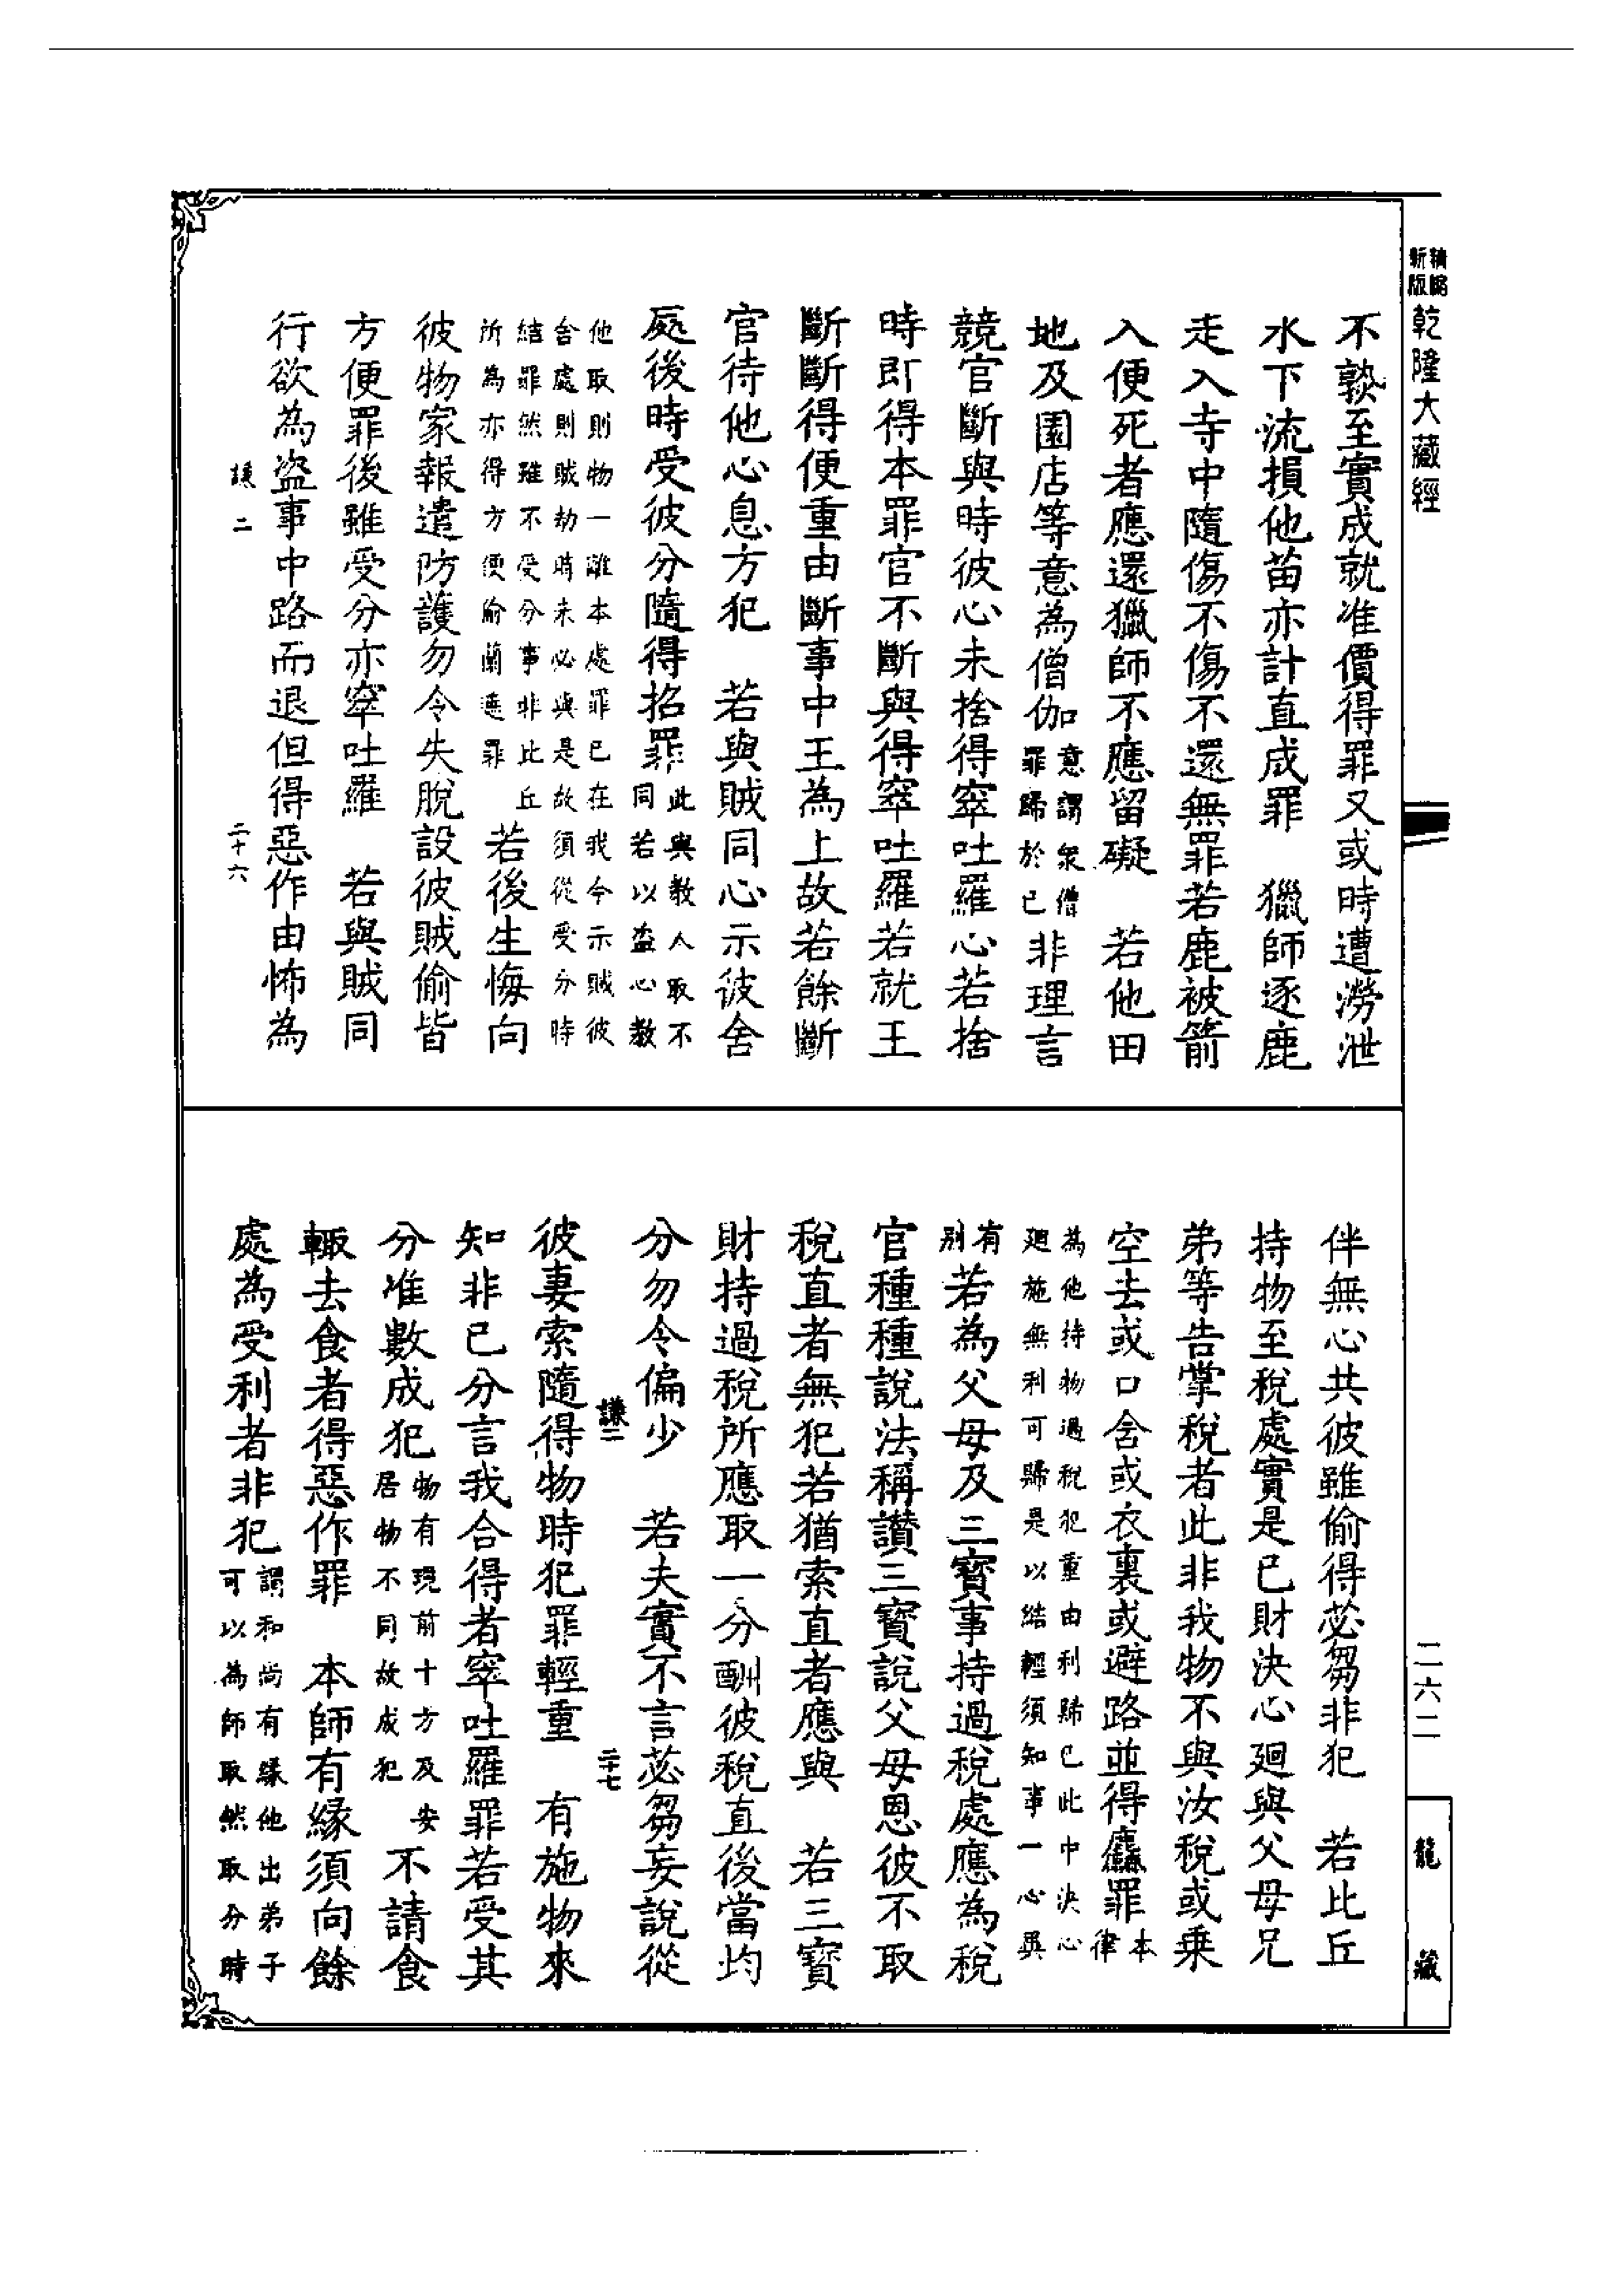 精縮
新版
乾隆大藏經
不熟至實成就准價得罪又或時遭澇泄
水下流損他苗亦計直成罪　獵師逐鹿
走入寺中隨傷不傷不還無罪若鹿被箭
入便死者應還獵師不應留礙　若他田
地及園店等意為僧伽意謂衆僧罪歸於已非理言
競官斷與時彼心未捨得窣吐羅心若捨
時即得本罪官不斷與得窣吐羅若就王
斷斷得便重由斷事中王為上故若餘斷
官待他心息方犯　若與賊同心示彼舍
處後時受彼分隨得招罪此與教人取不同若以盗心教
他取則物一離本處罪已在我今示賊彼
舍處則賊劫時未必與是故須從受分時
結罪然雖不受分事非比丘
所為亦得方便偷蘭遮罪　若後生悔向
彼物家報遣防護勿令失脫設彼賊偷皆
方便罪後雖受分亦窣吐羅　若與賊同
行欲為盗事中路而退但得惡作由怖為
謙二　二十六
伴無心共彼雖偷得苾芻非犯　若比丘
持物至稅處實是已財決心廻與父母兄
弟等告掌稅者此非我物不與汝稅或乘
空去或口含或衣裏或避路並得麤罪本律
為他持物過稅犯重由利歸已此中決心
廻施無利可歸是以結輕須知事一心異
有別若為父母及三寶事持過稅處應為稅
官種種說法稱讚三寶說父母恩彼不取
稅直者無犯若猶索直者應與　若三寶
財持過稅所應取一分酬彼稅直後當均
分勿令偏少　若夫實不言苾芻妄說從
謙二　二十七
彼妻索隨得物時犯罪輕重　有施物來
知非已分言我合得者窣吐羅罪若受其
分准數成犯物有現前十方及安居物不同故成犯　不請食
輙去食者得惡作罪　本師有緣須向餘
處為受利者非犯謂和尚有緣他出弟子可以為師取然取分時
二六二
龍藏